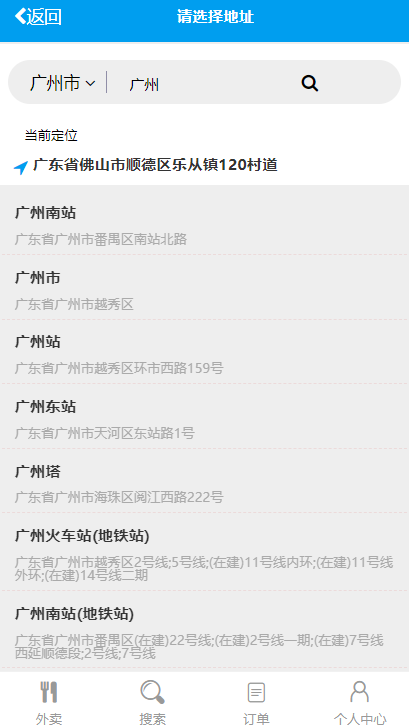 返回
请选择地址
广州市
广州
当前定位
广东省佛山市顺德区乐从镇120村道
广州南站
广东省广州市番禺区南站北路
广州市
广东省广州市越秀区
广州站
广东省广州市越秀区环市西路159号
广州东站
广东省广州市天河区东站路1号
广州塔
广东省广州市海珠区阅江西路222号
广州火车站(地铁站)
广东省广州市越秀区2号线;5号线;(在建)11号线内环;(在建)11号线
外环;(在建)14号线二期
广州南站(地铁站)
广东省广州市番禺区(在建)22号线;(在建)2号线一期;(在建)7号线
西延顺德段;2号线;7号线
外卖
搜索
订单
个人中心